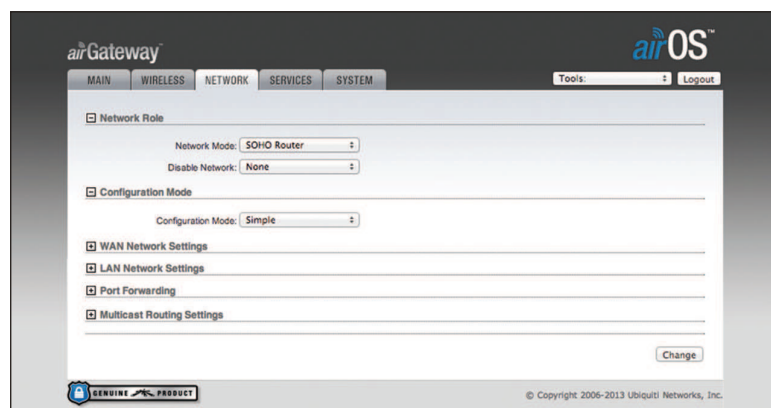 airGateway™
airOS™
MAIN WIRELESS NETWORK SERVICES SYSTEM Tools: Logout
Network Role
Network Mode: SOHO Router
Disable Network: None
Configuration Mode
Configuration Mode: Simple
WAN Network Settings
LAN Network Settings
Port Forwarding
Multicast Routing Settings
Change
GENUINE PRODUCT
© Copyright 2006-2013 Ubiquiti Networks, Inc.